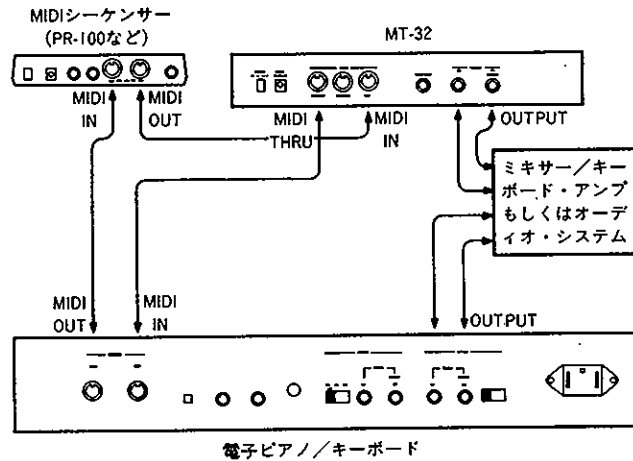 MIDIシーケンサー
(PR-100など)
MT-32
MIDI
IN
MIDI
OUT
MIDI
THRU
MIDI
IN
OUTPUT
ミキサー／キー
ボード・アンプ
もしくはオーデ
ィオ・システム
MIDI
OUT
MIDI
IN
OUTPUT
電子ピアノ／キーボード